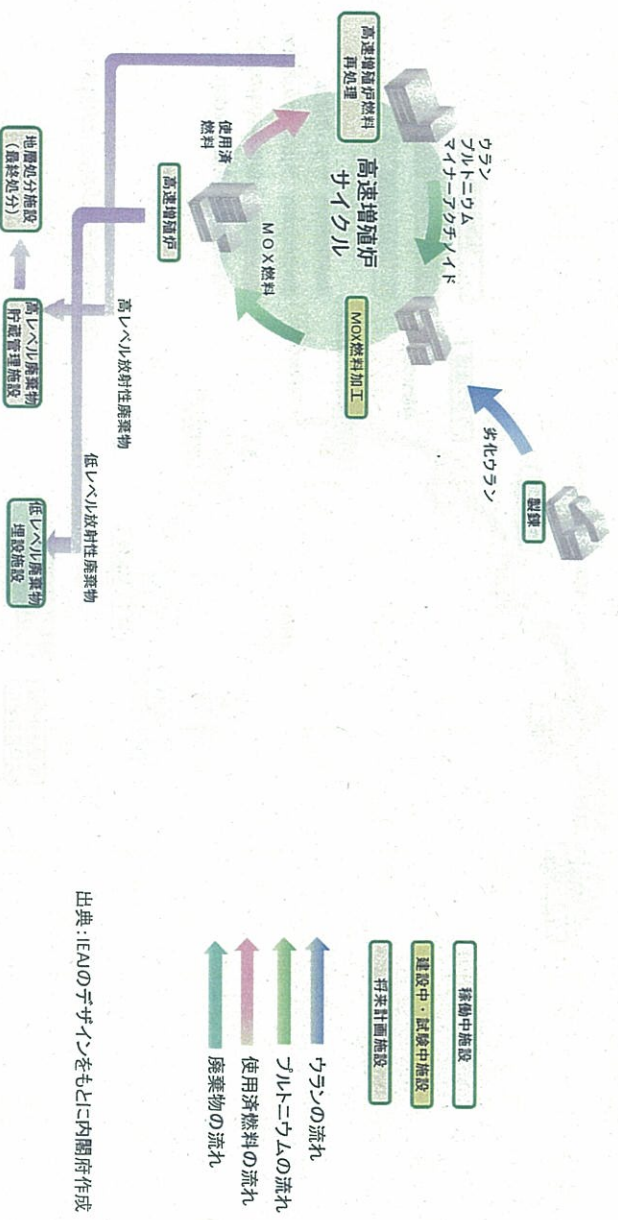 製錬
劣化ウラン
ウラン
プルトニウム
マイナーアクチノイド
高速増殖炉燃料
再処理
高速増殖炉
サイクル
MOX燃料加工
使用済
燃料
MOX燃料
高速増殖炉
高レベル放射性廃棄物
低レベル放射性廃棄物
地層処分施設
(最終処分)
高レベル廃棄物
貯蔵管理施設
低レベル廃棄物
埋設施設
稼働中施設
建設中・試験中施設
将来計画施設
ウランの流れ
プルトニウムの流れ
使用済燃料の流れ
廃棄物の流れ
出典:IEAJのデザインをもとに内閣府作成